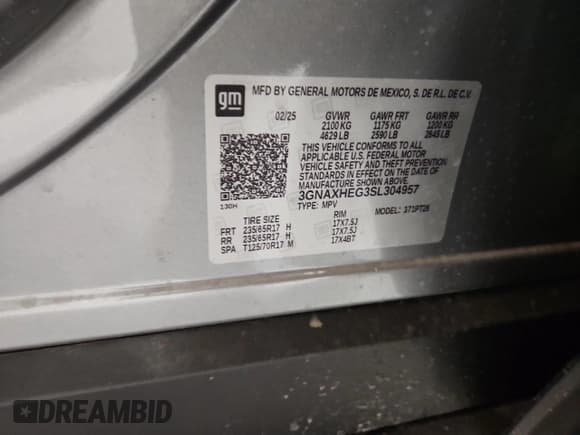 gm
MFD BY GENERAL MOTORS DE MEXICO, S. DE R.L. DE C.V.
02/25 GVWR GAWR FRT GAWR RR
2100 KG 1175 KG 1200 KG
4629 LB 2590 LB 2645 LB
THIS VEHICLE CONFORMS TO ALL
APPLICABLE U.S. FEDERAL MOTOR
VEHICLE SAFETY AND THEFT PREVENTION
STANDARDS IN EFFECT ON THE DATE OF
MANUFACTURE SHOWN ABOVE.
3GNAXHEG3SL304957
TYPE: MPV MODEL: 371PT26
130H
TIRE SIZE RIM
FRT 235/65R17 H 17X7.5J
RR 235/65R17 H 17X7.5J
SPA T125/70R17 M 17X4BT
DREAMBID